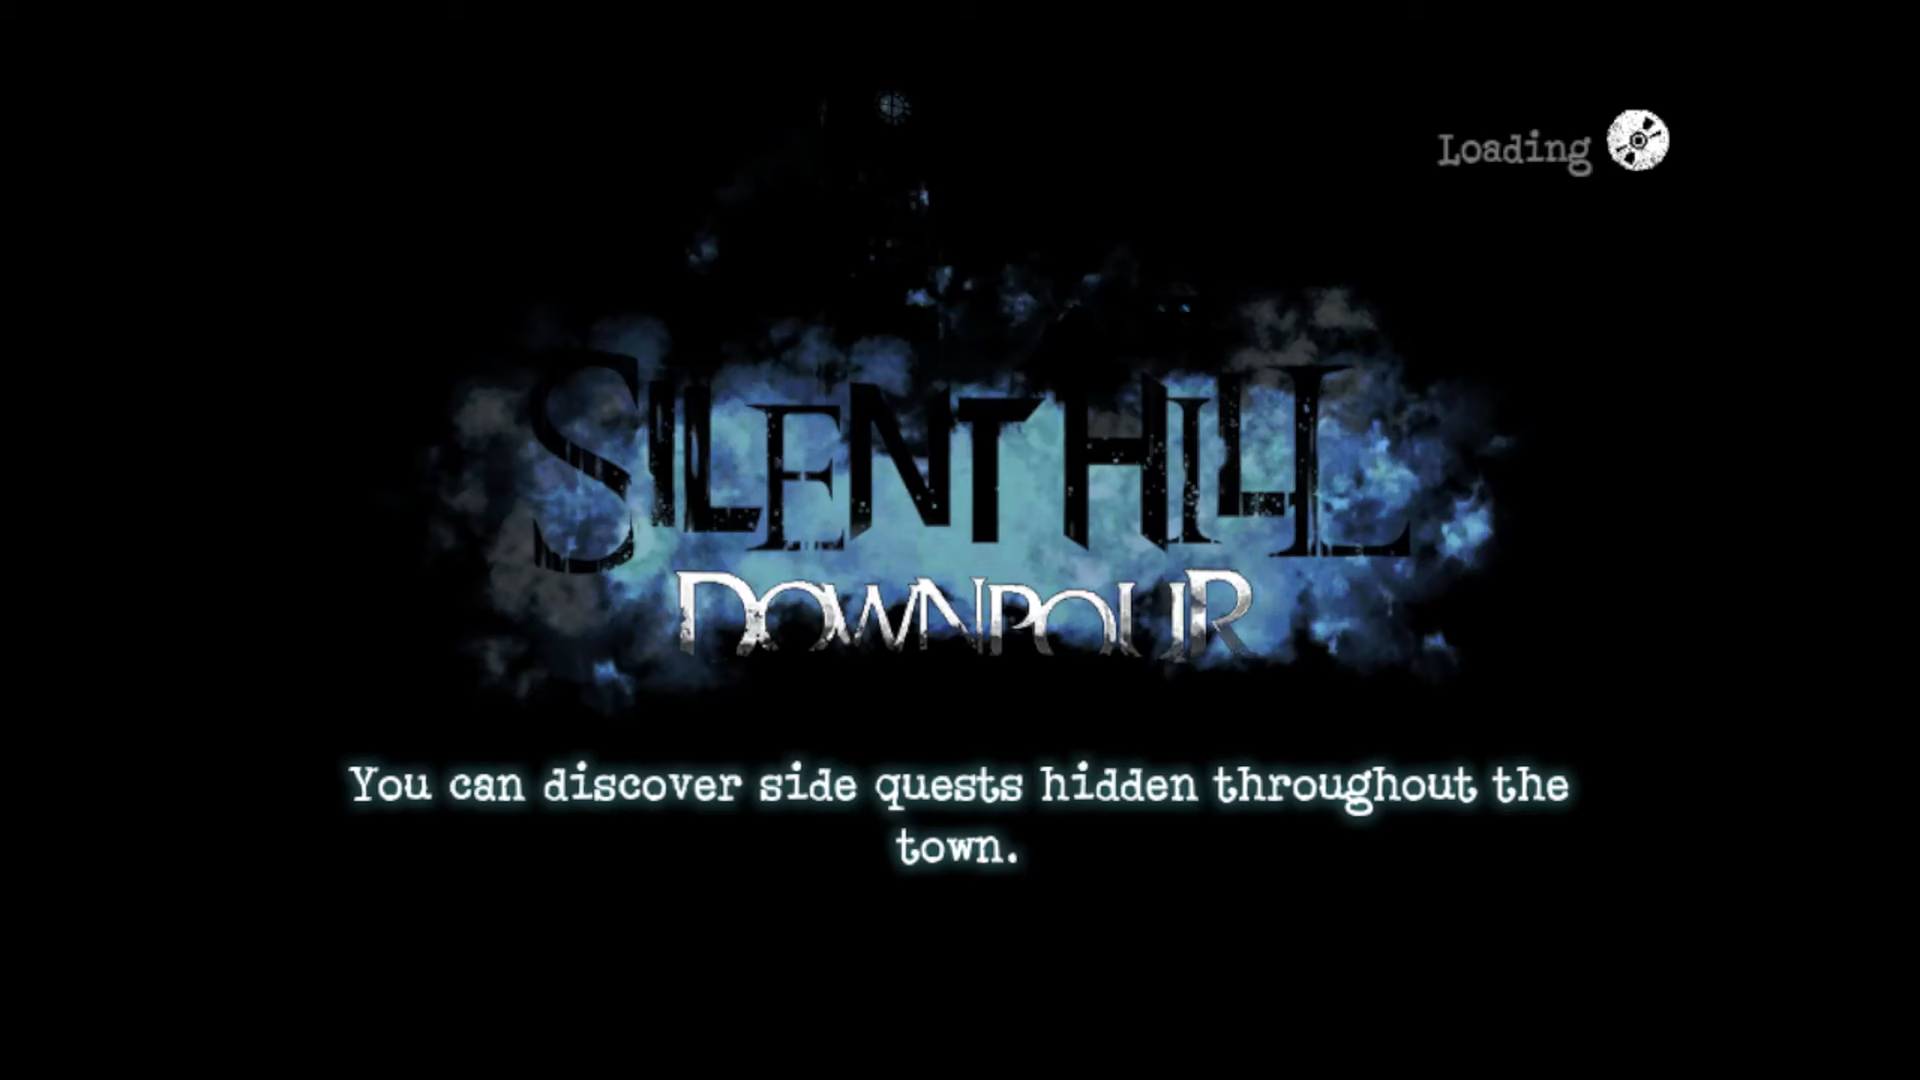 Loading
SILENT HILL
DOWNPOUR
You can discover side quests hidden throughout the
town.